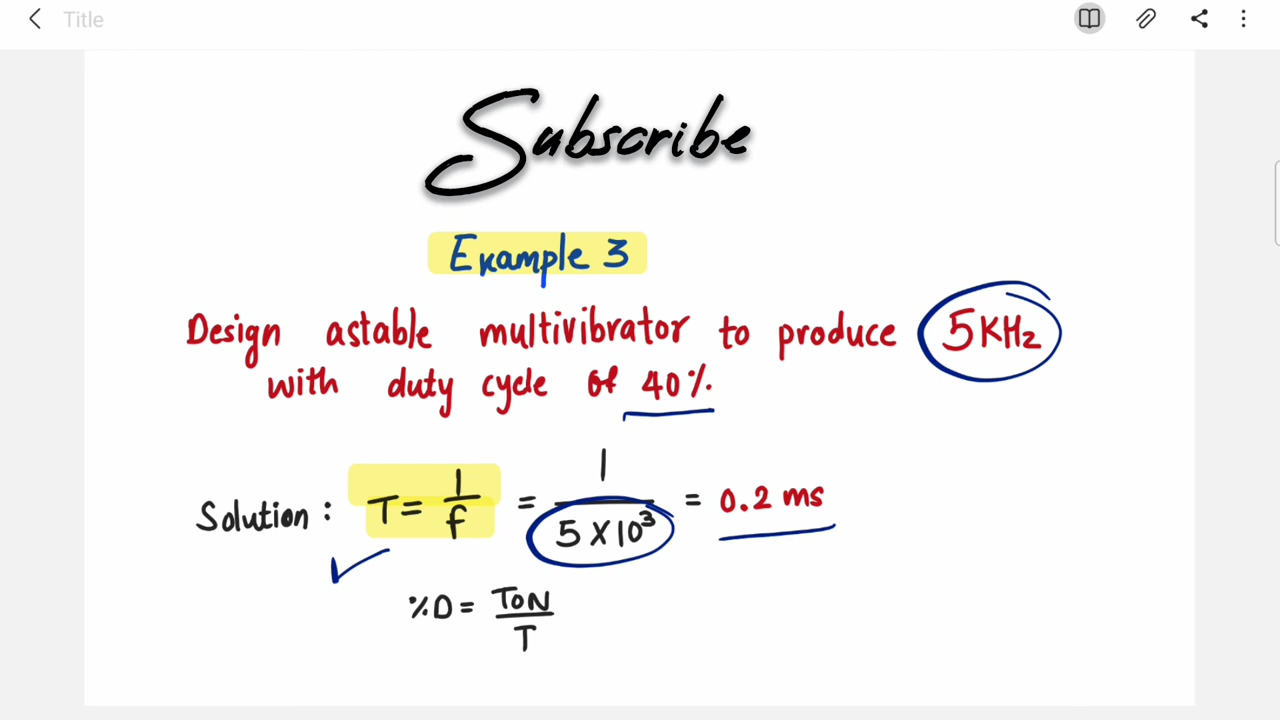 Title
Subscribe
Example 3
Design astable multivibrator to produce 5KHz
with duty cycle of 40%.
Solution : T = 1/f = 1/(5 X 10³) = 0.2 ms
%D = TON/T